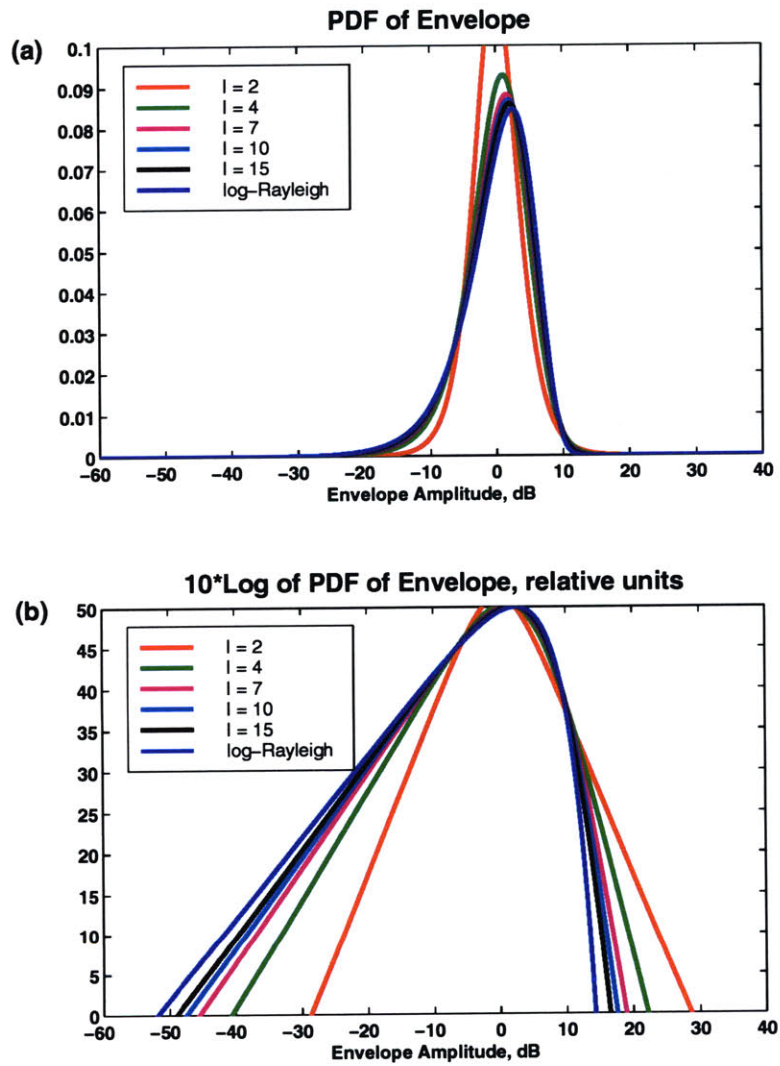 PDF of Envelope
(a)
0.1
0.09
0.08
0.07
0.06
0.05
0.04
0.03
0.02
0.01
0
l = 2
l = 4
l = 7
l = 10
l = 15
log–Rayleigh
−60 −50 −40 −30 −20 −10 0 10 20 30 40
Envelope Amplitude, dB
10*Log of PDF of Envelope, relative units
(b)
50
45
40
35
30
25
20
15
10
5
0
l = 2
l = 4
l = 7
l = 10
l = 15
log–Rayleigh
−60 −50 −40 −30 −20 −10 0 10 20 30 40
Envelope Amplitude, dB